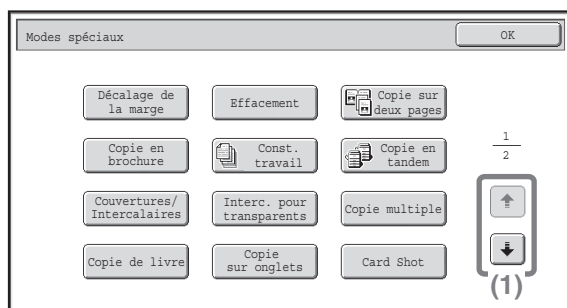 Modes spéciaux
OK
Décalage de
la marge
Effacement
Copie sur
deux pages
Copie en
brochure
Const.
travail
Copie en
tandem
1
2
Couvertures/
Intercalaires
Interc. pour
transparents
Copie multiple
Copie de livre
Copie
sur onglets
Card Shot
(1)